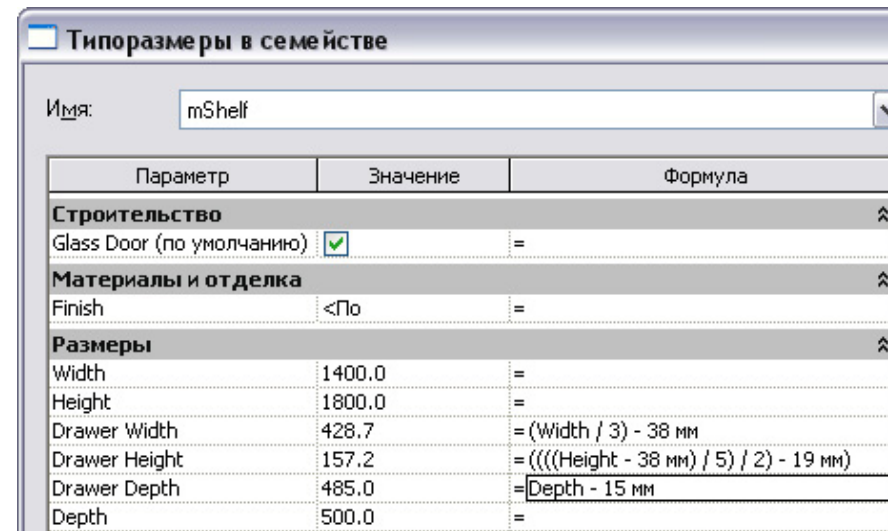 Типоразмеры в семействе
Имя: mShelf
Параметр Значение Формула
Строительство
Glass Door (по умолчанию) =
Материалы и отделка
Finish <По =
Размеры
Width 1400.0 =
Height 1800.0 =
Drawer Width 428.7 = (Width / 3) - 38 мм
Drawer Height 157.2 = ((((Height - 38 мм) / 5) / 2) - 19 мм)
Drawer Depth 485.0 =Depth - 15 мм
Depth 500.0 =